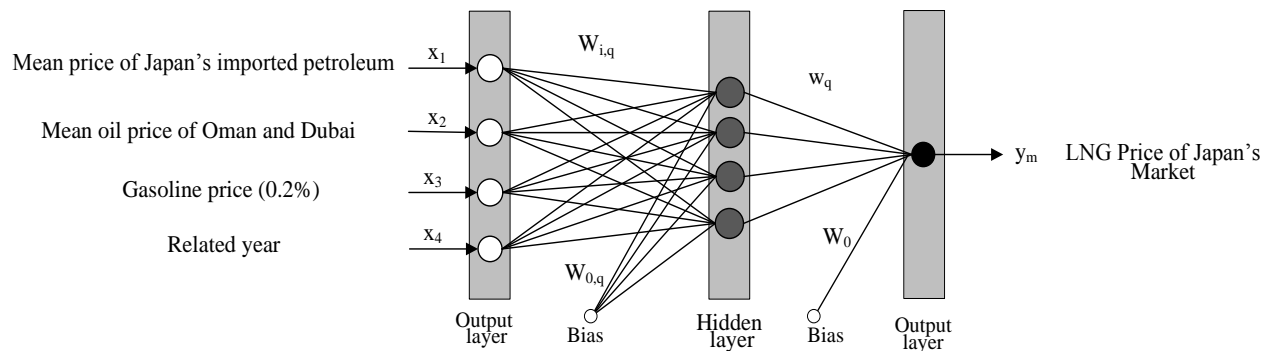 Mean price of Japan's imported petroleum
x1
Mean oil price of Oman and Dubai
x2
Gasoline price (0.2%)
x3
Related year
x4
Wi,q
W0,q
wq
W0
ym
LNG Price of Japan's
Market
Output
layer
Bias
Hidden
layer
Bias
Output
layer